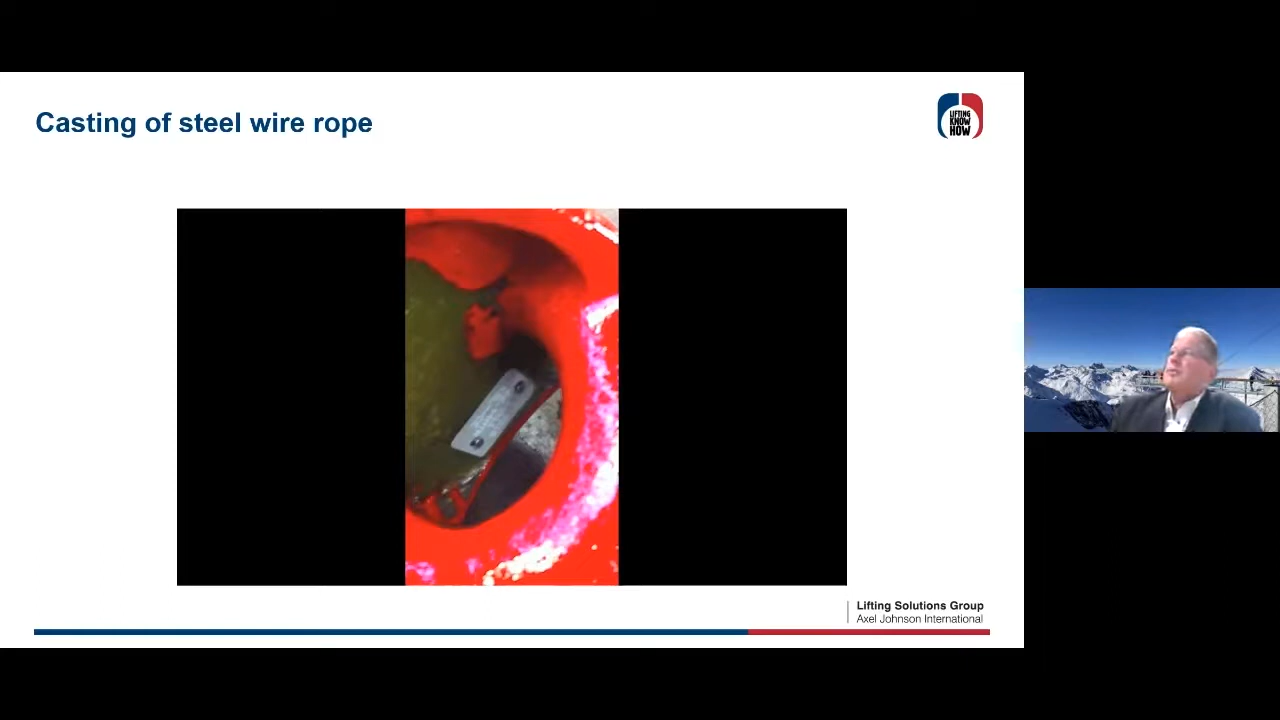 Casting of steel wire rope
LIFTING
KNOW
HOW
Lifting Solutions Group
Axel Johnson International